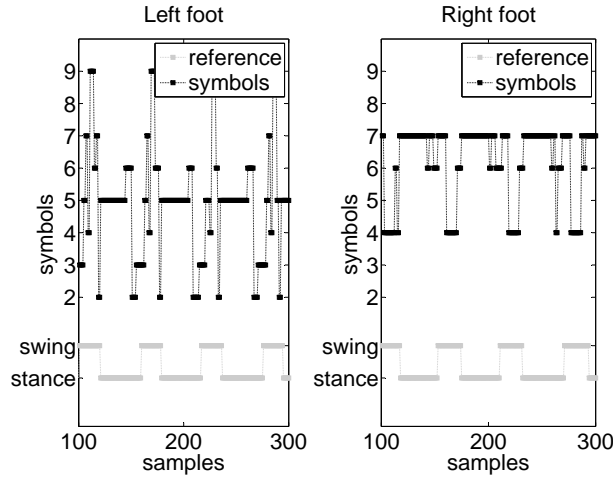 Left foot
reference
symbols
9
8
7
6
5
4
3
2
swing
stance
symbols
100
200
300
samples
Right foot
reference
symbols
9
8
7
6
5
4
3
2
swing
stance
symbols
100
200
300
samples